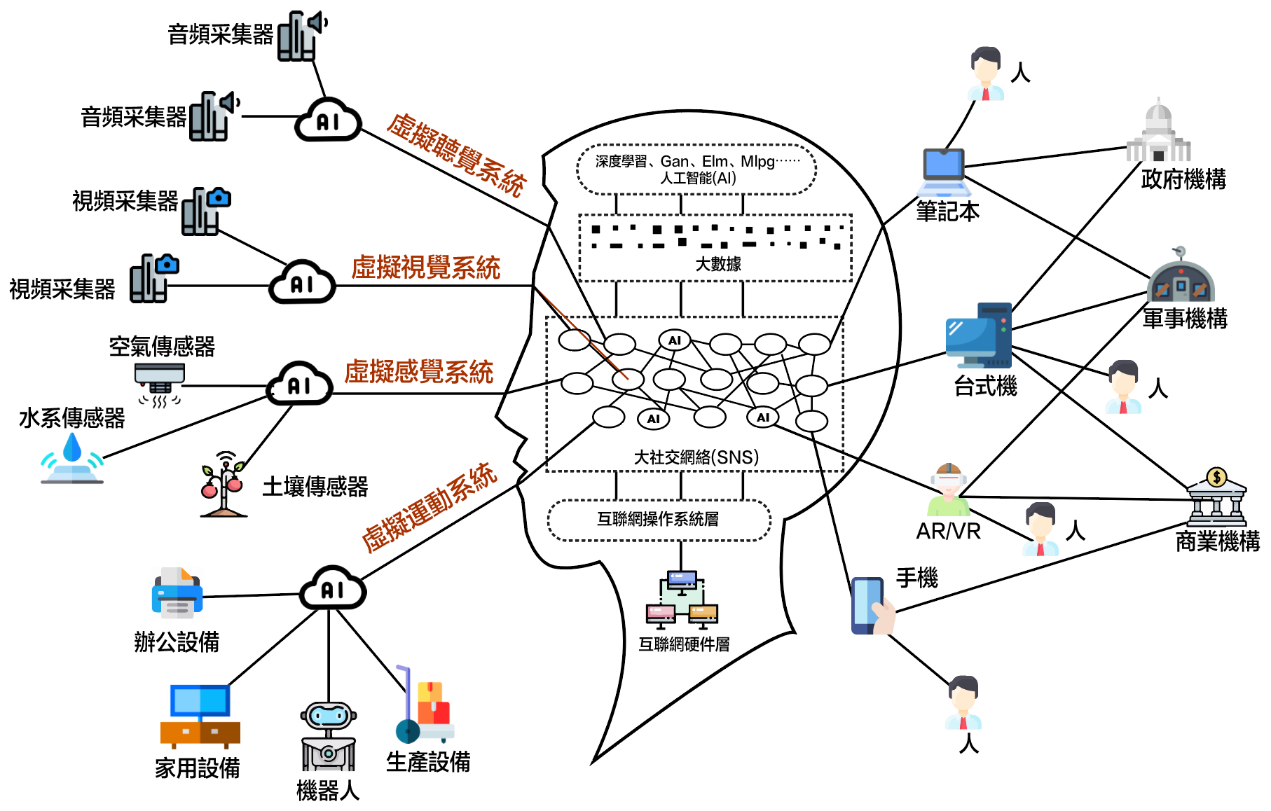 音頻采集器
音頻采集器
AI
虛擬聽覺系統
視頻采集器
視頻采集器
AI
虛擬視覺系統
空氣傳感器
水系傳感器
土壤傳感器
AI
虛擬感覺系統
虛擬運動系統
AI
辦公設備
家用設備
機器人
生產設備
深度學習、Gan、Elm、Mlpg……
人工智能(AI)
大數據
AI
AI
AI
大社交網絡(SNS)
互聯網操作系統層
互聯網硬件層
人
筆記本
政府機構
軍事機構
台式機
人
AR/VR
人
商業機構
手機
人